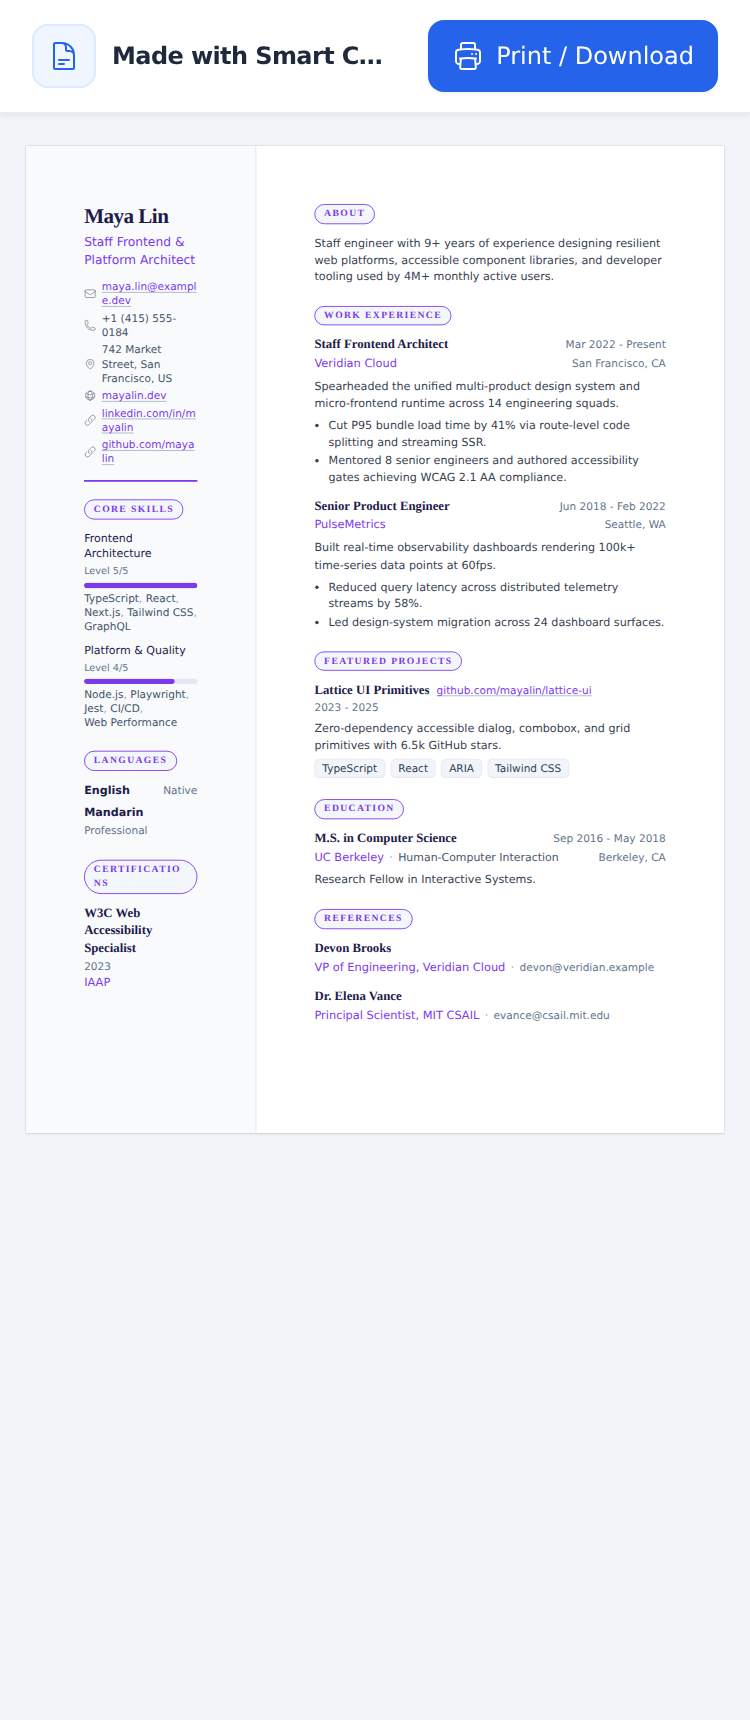 Made with Smart C...
Print / Download
Maya Lin
Staff Frontend &
Platform Architect
maya.lin@exampl
e.dev
+1 (415) 555-
0184
742 Market
Street, San
Francisco, US
mayalin.dev
linkedin.com/in/m
ayalin
github.com/maya
lin
CORE SKILLS
Frontend
Architecture
Level 5/5
TypeScript, React,
Next.js, Tailwind CSS,
GraphQL
Platform & Quality
Level 4/5
Node.js, Playwright,
Jest, CI/CD,
Web Performance
LANGUAGES
English Native
Mandarin
Professional
CERTIFICATIO
NS
W3C Web
Accessibility
Specialist
2023
IAAP
ABOUT
Staff engineer with 9+ years of experience designing resilient
web platforms, accessible component libraries, and developer
tooling used by 4M+ monthly active users.
WORK EXPERIENCE
Staff Frontend Architect Mar 2022 - Present
Veridian Cloud San Francisco, CA
Spearheaded the unified multi-product design system and
micro-frontend runtime across 14 engineering squads.
• Cut P95 bundle load time by 41% via route-level code
splitting and streaming SSR.
• Mentored 8 senior engineers and authored accessibility
gates achieving WCAG 2.1 AA compliance.
Senior Product Engineer Jun 2018 - Feb 2022
PulseMetrics Seattle, WA
Built real-time observability dashboards rendering 100k+
time-series data points at 60fps.
• Reduced query latency across distributed telemetry
streams by 58%.
• Led design-system migration across 24 dashboard surfaces.
FEATURED PROJECTS
Lattice UI Primitives github.com/mayalin/lattice-ui
2023 - 2025
Zero-dependency accessible dialog, combobox, and grid
primitives with 6.5k GitHub stars.
TypeScript React ARIA Tailwind CSS
EDUCATION
M.S. in Computer Science Sep 2016 - May 2018
UC Berkeley · Human-Computer Interaction Berkeley, CA
Research Fellow in Interactive Systems.
REFERENCES
Devon Brooks
VP of Engineering, Veridian Cloud · devon@veridian.example
Dr. Elena Vance
Principal Scientist, MIT CSAIL · evance@csail.mit.edu